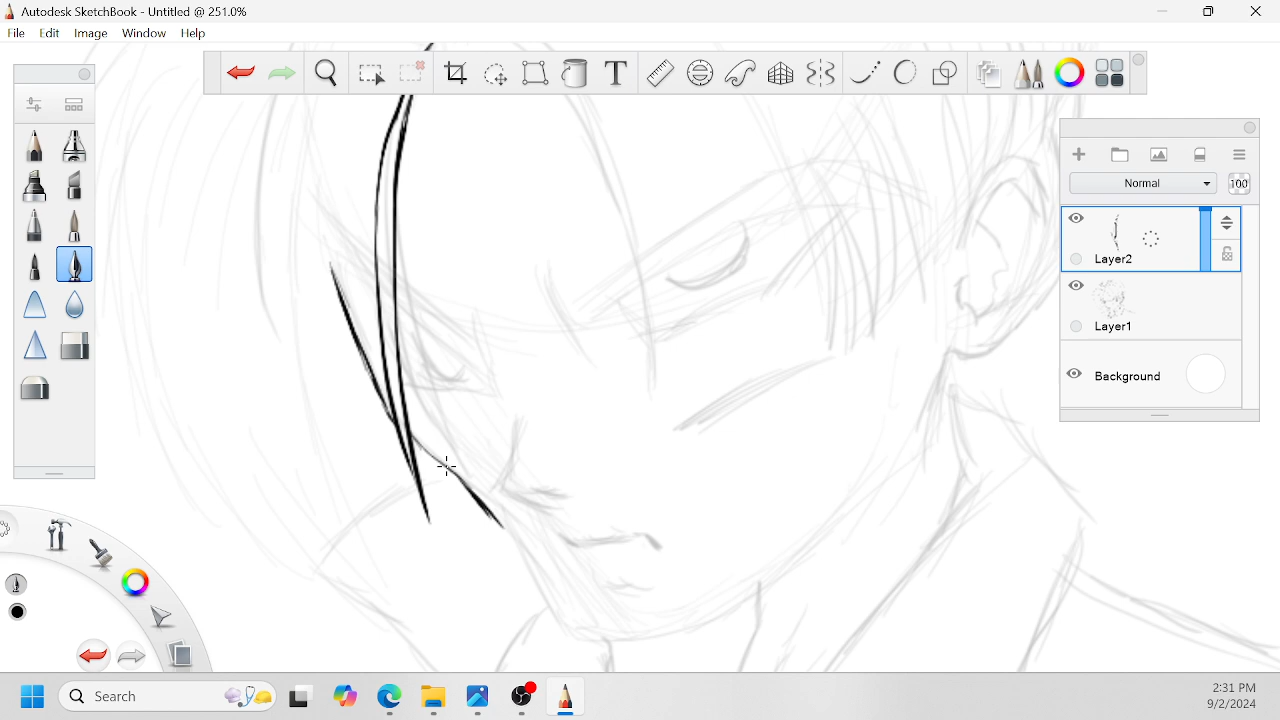 Autodesk SketchBook - Untitled @ 251.0%
File Edit Image Window Help
T
Normal 100
Layer2
Layer1
Background
Search
2:31 PM
9/2/2024